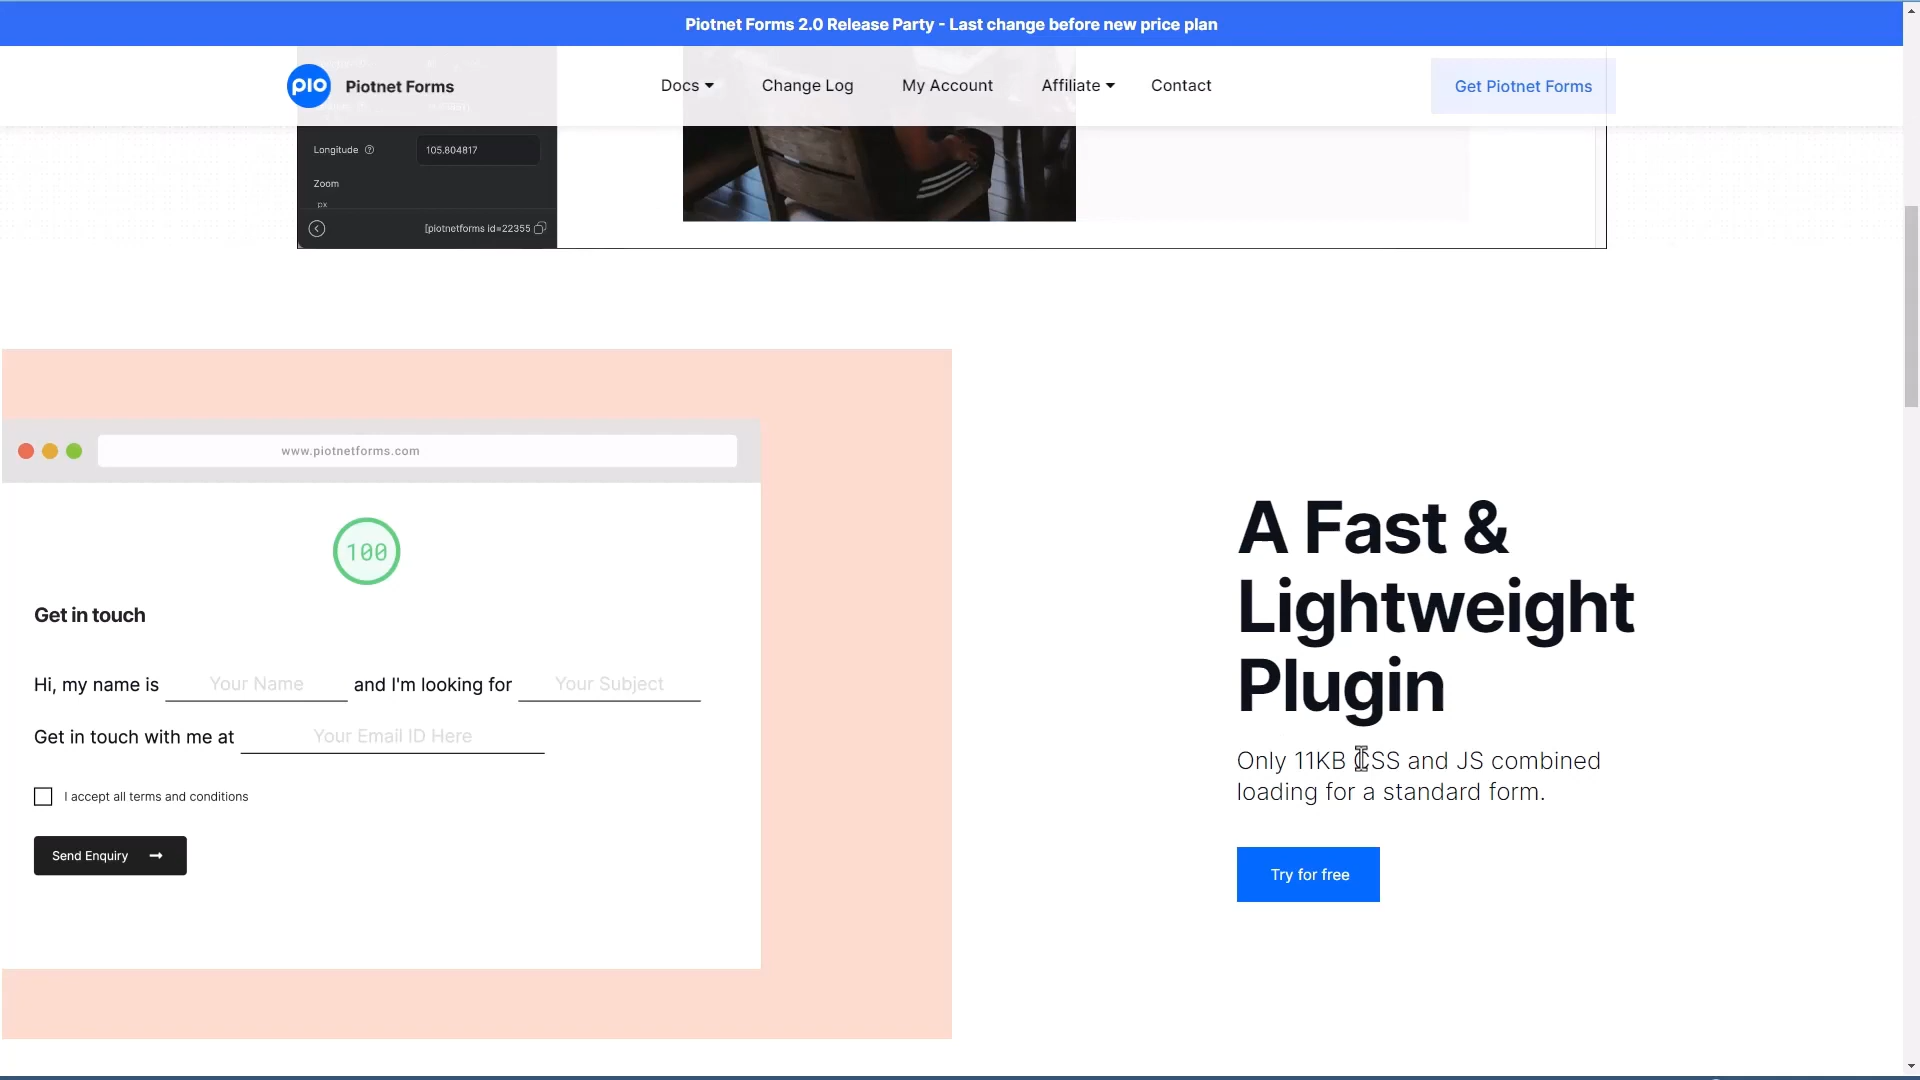 Piotnet Forms 2.0 Release Party - Last change before new price plan
pio Piotnet Forms Docs Change Log My Account Affiliate Contact Get Piotnet Forms
Longitude 105.804817
Zoom
px
[piotnetforms id=22355
www.piotnetforms.com
100
Get in touch
Hi, my name is Your Name and I'm looking for Your Subject
Get in touch with me at Your Email ID Here
I accept all terms and conditions
Send Enquiry
A Fast &
Lightweight
Plugin
Only 11KB CSS and JS combined
loading for a standard form.
Try for free